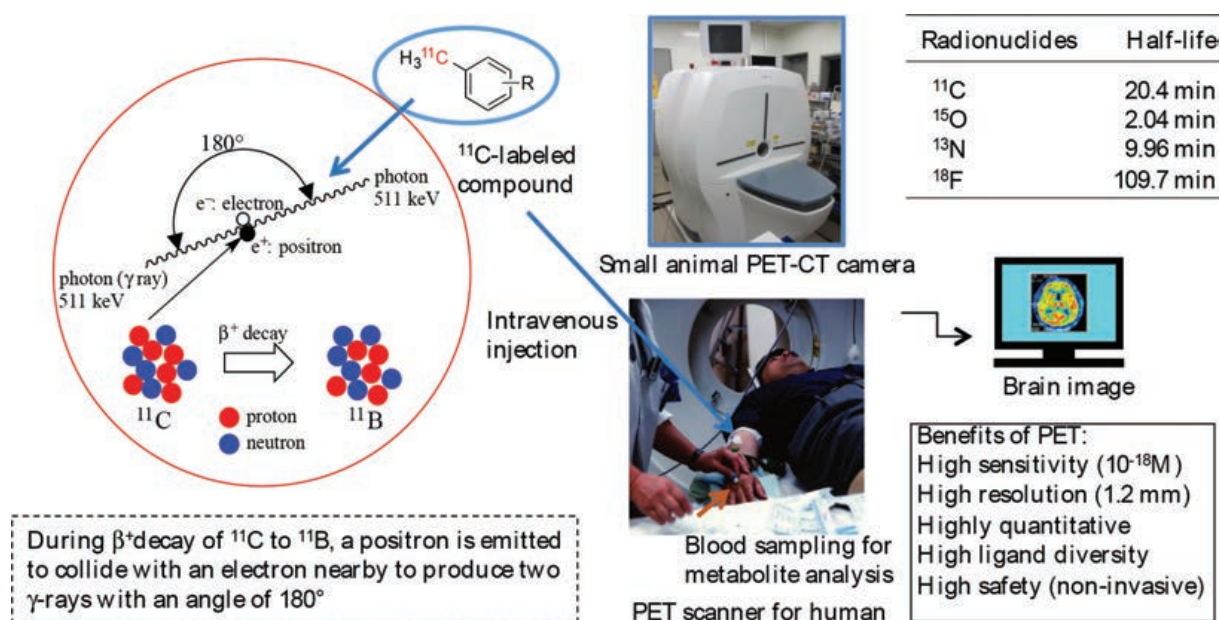 H₃¹¹C
R
180°
photon
511 keV
e⁻: electron
e⁺: positron
photon (γ ray)
511 keV
β⁺ decay
¹¹C
¹¹B
proton
neutron
¹¹C-labeled
compound
Intravenous
injection
During β⁺decay of ¹¹C to ¹¹B, a positron is emitted
to collide with an electron nearby to produce two
γ-rays with an angle of 180°
Small animal PET-CT camera
Blood sampling for
metabolite analysis
PET scanner for human
Radionuclides Half-life
¹¹C 20.4 min
¹⁵O 2.04 min
¹³N 9.96 min
¹⁸F 109.7 min
Brain image
Benefits of PET:
High sensitivity (10⁻¹⁸M)
High resolution (1.2 mm)
Highly quantitative
High ligand diversity
High safety (non-invasive)